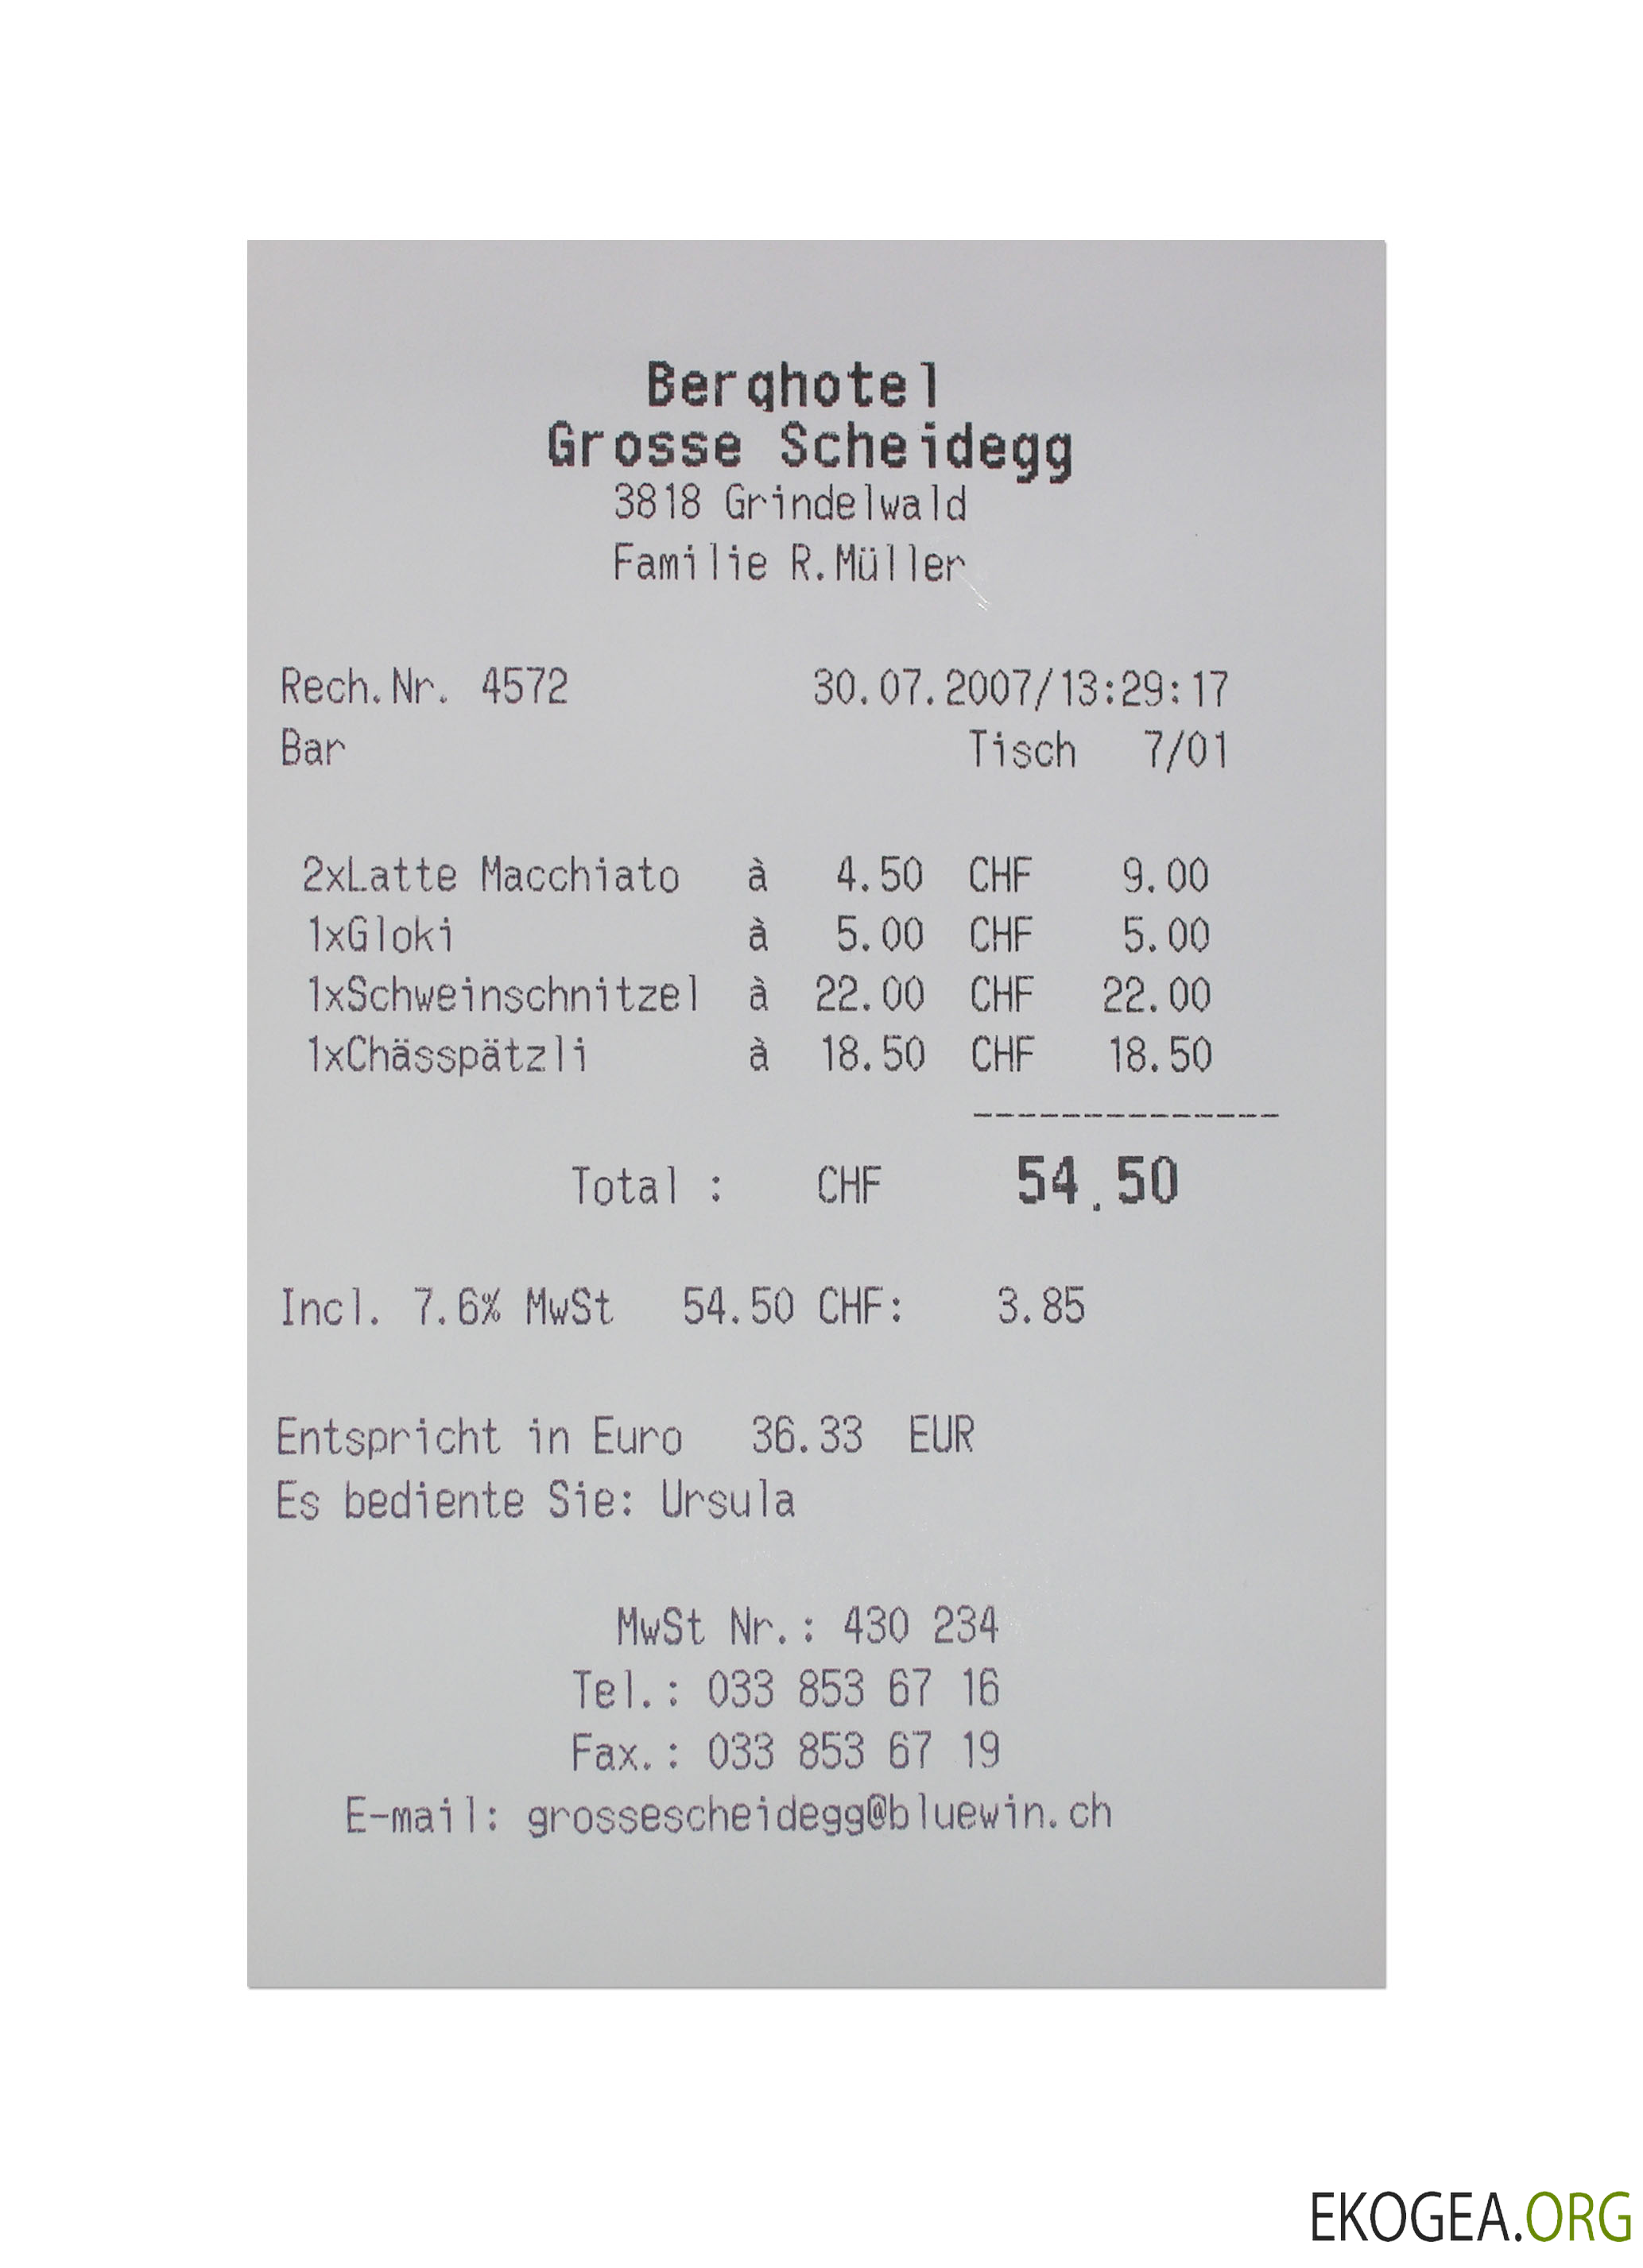 Berghotel
Grosse Scheidegg
3818 Grindelwald
Familie R.Müller
Rech.Nr. 4572 30.07.2007/13:29:17
Bar Tisch 7/01
2xLatte Macchiato à 4.50 CHF 9.00
1xGloki à 5.00 CHF 5.00
1xSchweinschnitzel à 22.00 CHF 22.00
1xChässpätzli à 18.50 CHF 18.50
--------------
Total : CHF 54.50
Incl. 7.6% MwSt 54.50 CHF: 3.85
Entspricht in Euro 36.33 EUR
Es bediente Sie: Ursula
MwSt Nr.: 430 234
Tel.: 033 853 67 16
Fax.: 033 853 67 19
E-mail: grossescheidegg@bluewin.ch
EKOGEA.ORG